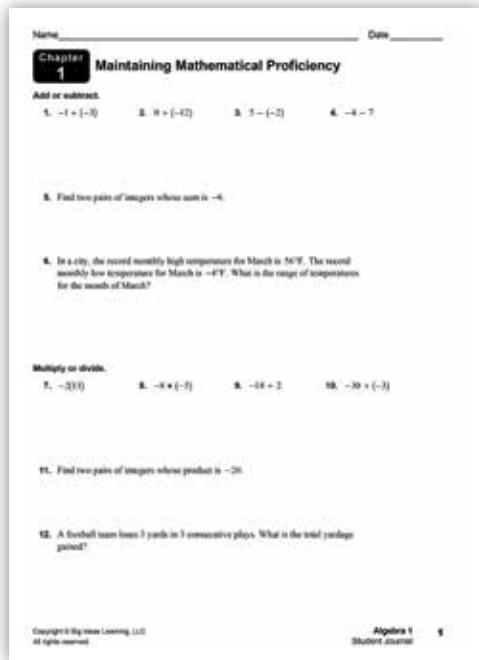 Name Date
Chapter 1 Maintaining Mathematical Proficiency
Add or subtract.
1. −1 + (−3) 2. 0 + (−12) 3. 5 − (−2) 4. −4 − 7
5. Find two pairs of integers whose sum is −6.
6. In a city, the record monthly high temperature for March is 56°F. The record
monthly low temperature for March is −4°F. What is the range of temperatures
for the month of March?
Multiply or divide.
7. −2(13) 8. −8 • (−5) 9. 10. −30 ÷ (−3)
11. Find two pairs of integers whose product is −20.
12. A football team loses 3 yards in 3 consecutive plays. What is the total yardage
gained?
Copyright © Big Ideas Learning, LLC Algebra 1 1
All rights reserved. Student Journal